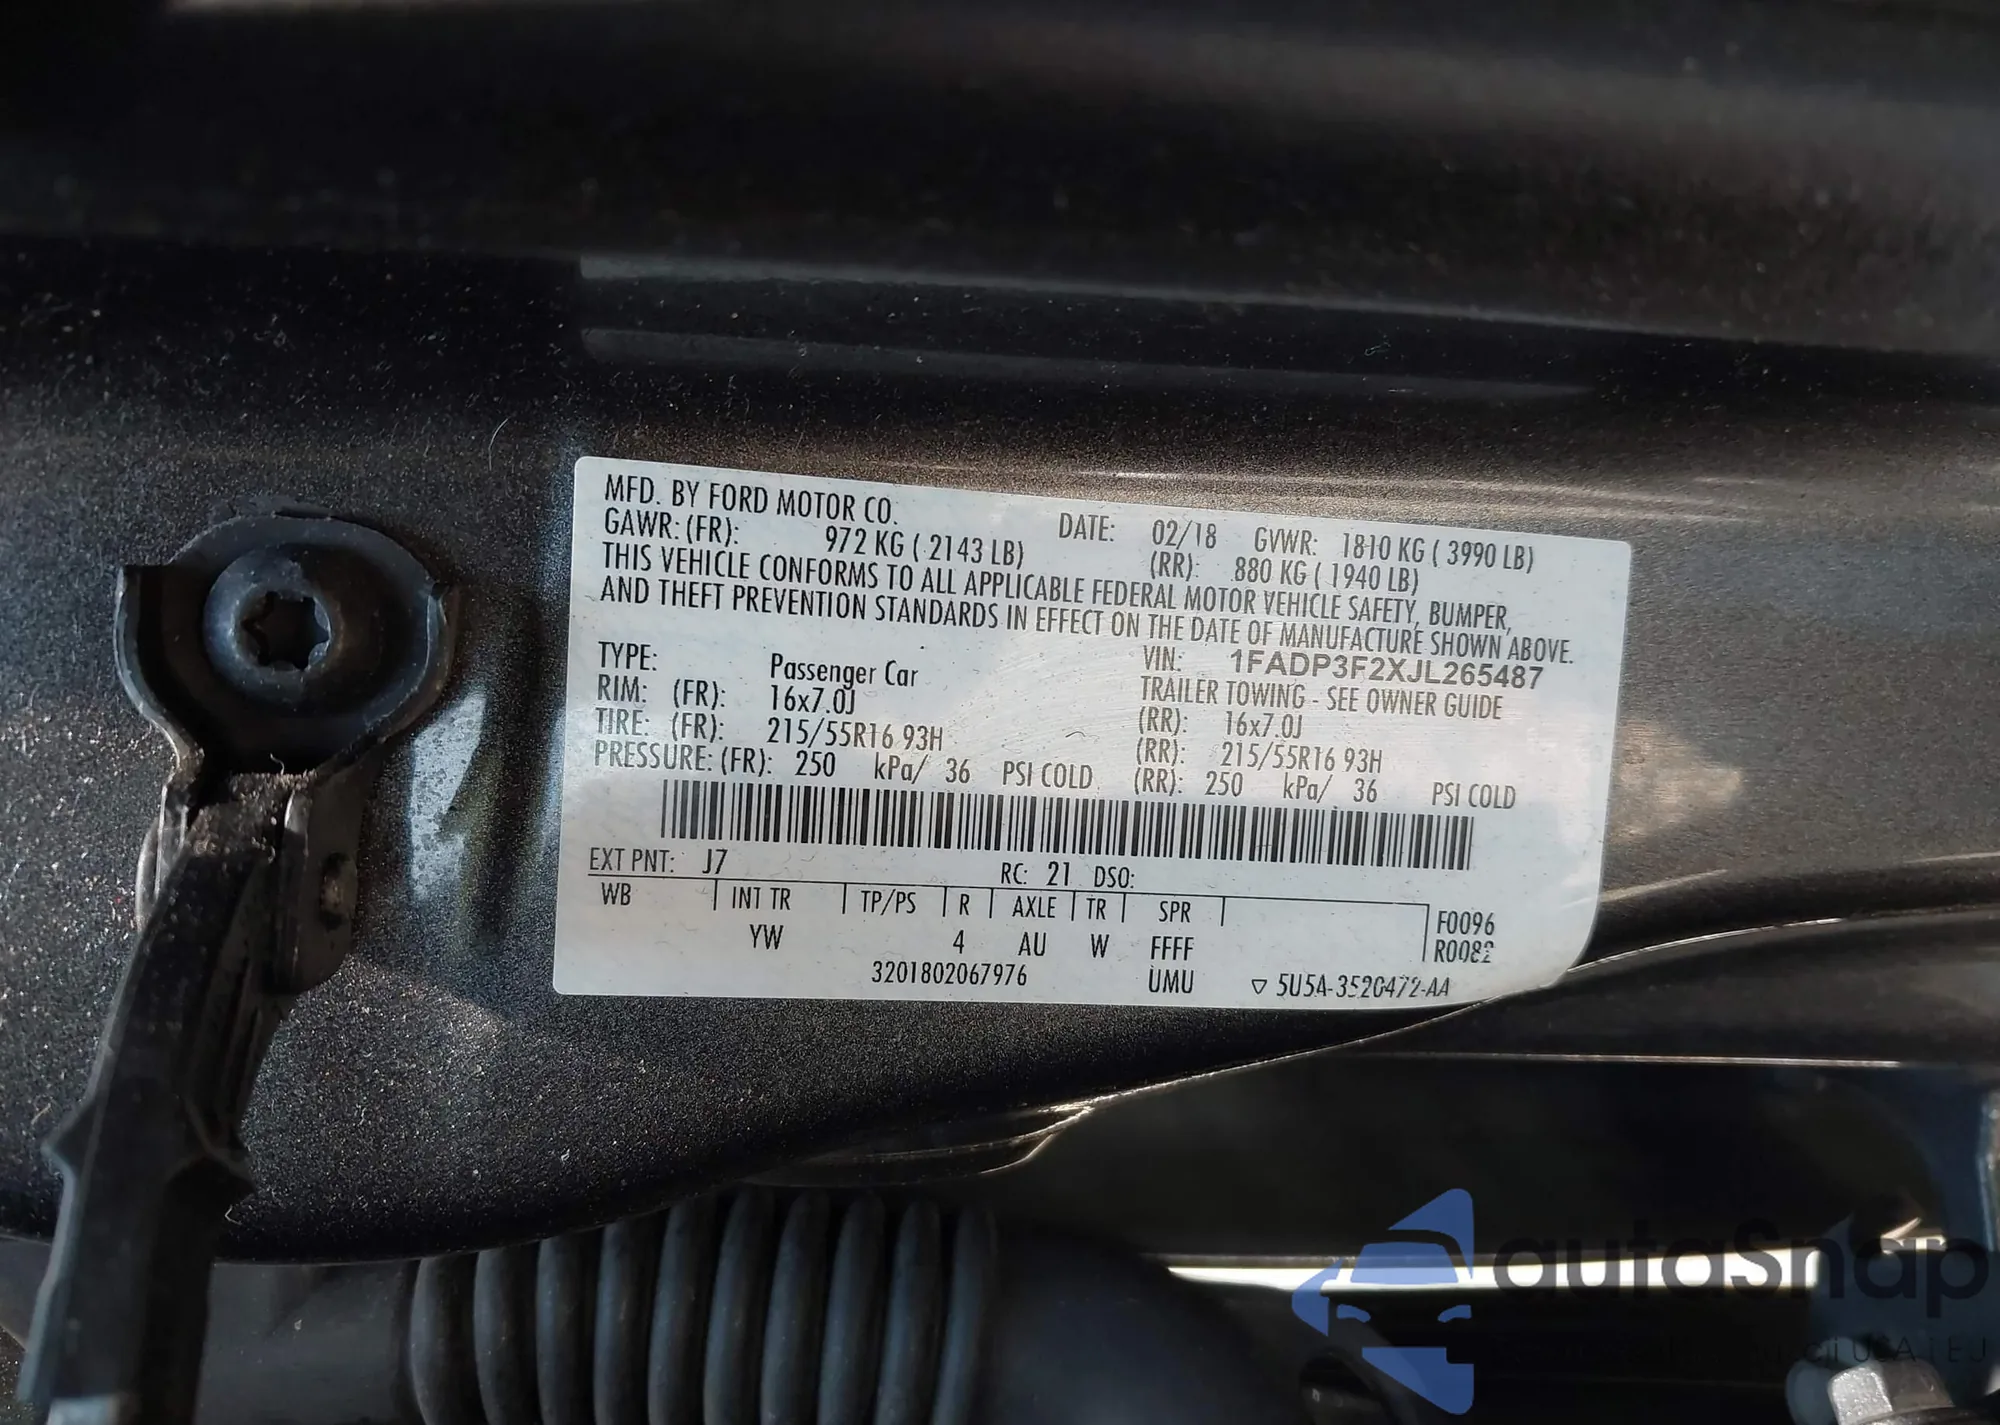 MFD. BY FORD MOTOR CO.
DATE: 02/18 GVWR: 1810 KG ( 3990 LB)
GAWR: (FR): 972 KG ( 2143 LB) (RR): 880 KG ( 1940 LB)
THIS VEHICLE CONFORMS TO ALL APPLICABLE FEDERAL MOTOR VEHICLE SAFETY, BUMPER,
AND THEFT PREVENTION STANDARDS IN EFFECT ON THE DATE OF MANUFACTURE SHOWN ABOVE.
VIN: 1FADP3F2XJL265487
TYPE: Passenger Car TRAILER TOWING - SEE OWNER GUIDE
RIM: (FR): 16x7.0J (RR): 16x7.0J
TIRE: (FR): 215/55R16 93H (RR): 215/55R16 93H
PRESSURE: (FR): 250 kPa/ 36 PSI COLD (RR): 250 kPa/ 36 PSI COLD
EXT PNT: J7 RC: 21 DSO:
WB INT TR TP/PS R AXLE TR SPR F0096
YW 4 AU W FFFF R0082
3201802067976 UMU ▽ 5U5A-3520472-AA
autaSnap
USA i EU